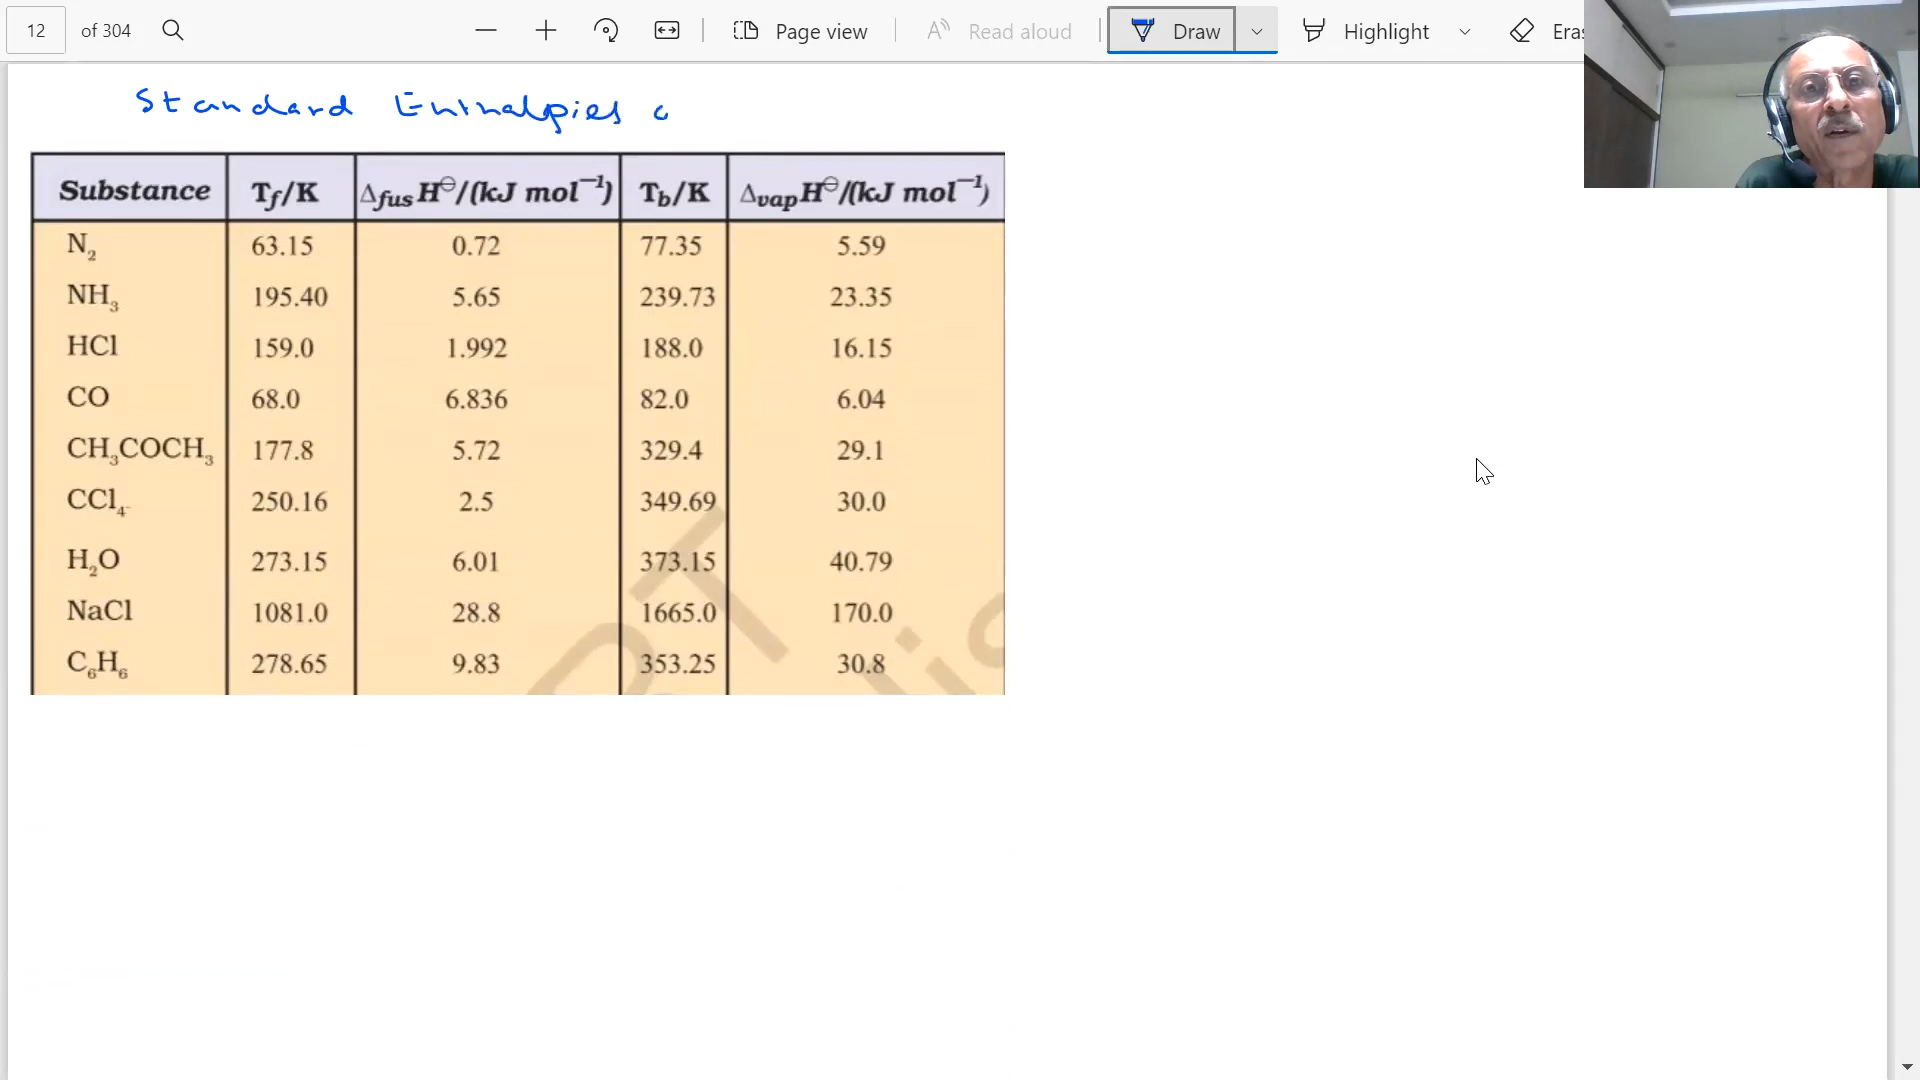 12 of 304 Page view Read aloud Draw Highlight
Standard Enthalpies
Substance T_f/K Δ_fus H⊖/(kJ mol⁻¹) T_b/K Δ_vap H⊖/(kJ mol⁻¹)
N₂ 63.15 0.72 77.35 5.59
NH₃ 195.40 5.65 239.73 23.35
HCl 159.0 1.992 188.0 16.15
CO 68.0 6.836 82.0 6.04
CH₃COCH₃ 177.8 5.72 329.4 29.1
CCl₄ 250.16 2.5 349.69 30.0
H₂O 273.15 6.01 373.15 40.79
NaCl 1081.0 28.8 1665.0 170.0
C₆H₆ 278.65 9.83 353.25 30.8